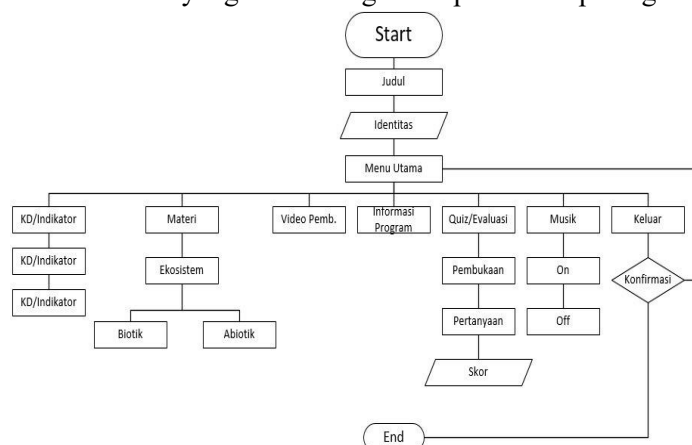 Start
Judul
Identitas
Menu Utama
KD/Indikator
Materi
Video Pemb.
Informasi
Program
Quiz/Evaluasi
Musik
Keluar
KD/Indikator
Ekosistem
Pembukaan
On
Konfirmasi
KD/Indikator
Biotik
Abiotik
Pertanyaan
Off
Skor
End